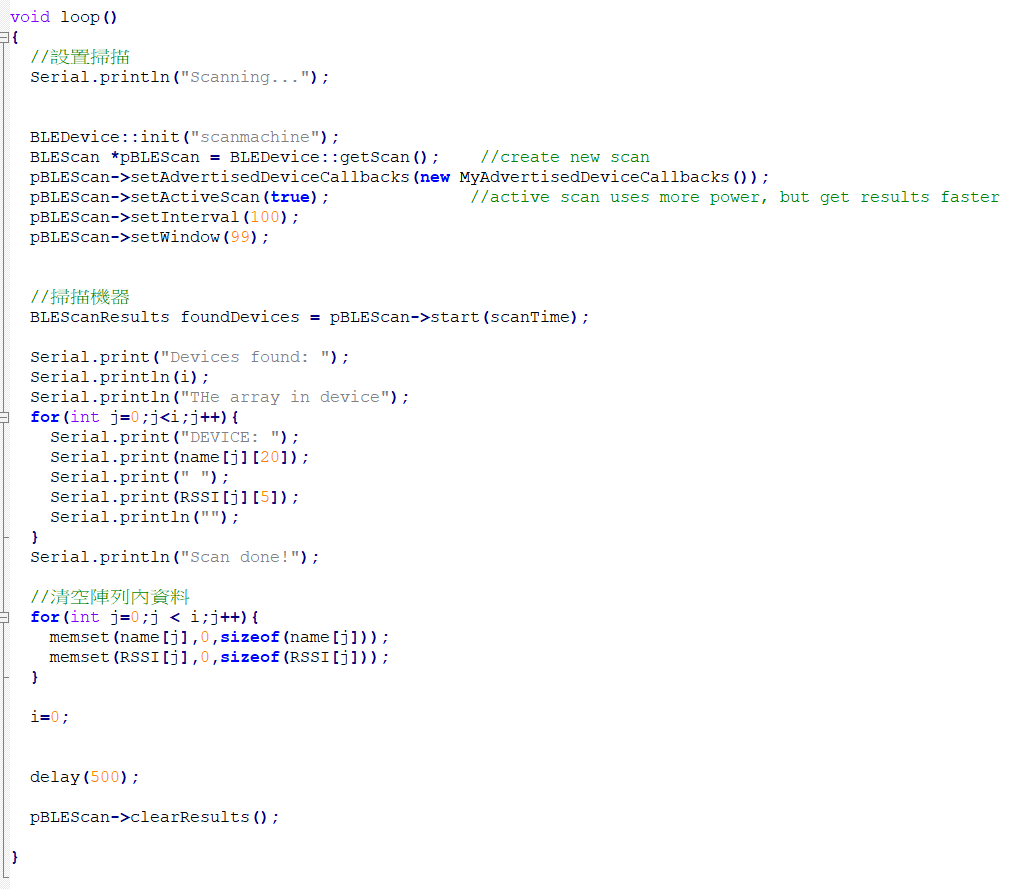 void loop()
{
//設置掃描
Serial.println("Scanning...");
BLEDevice::init("scanmachine");
BLEScan *pBLEScan = BLEDevice::getScan();    //create new scan
pBLEScan->setAdvertisedDeviceCallbacks(new MyAdvertisedDeviceCallbacks());
pBLEScan->setActiveScan(true);              //active scan uses more power, but get results faster
pBLEScan->setInterval(100);
pBLEScan->setWindow(99);
//掃描機器
BLEScanResults foundDevices = pBLEScan->start(scanTime);
Serial.print("Devices found: ");
Serial.println(i);
Serial.println("THe array in device");
for(int j=0;j<i;j++){
Serial.print("DEVICE: ");
Serial.print(name[j][20]);
Serial.print(" ");
Serial.print(RSSI[j][5]);
Serial.println("");
}
Serial.println("Scan done!");
//清空陣列內資料
for(int j=0;j < i;j++){
memset(name[j],0,sizeof(name[j]));
memset(RSSI[j],0,sizeof(RSSI[j]));
}
i=0;
delay(500);
pBLEScan->clearResults();
}